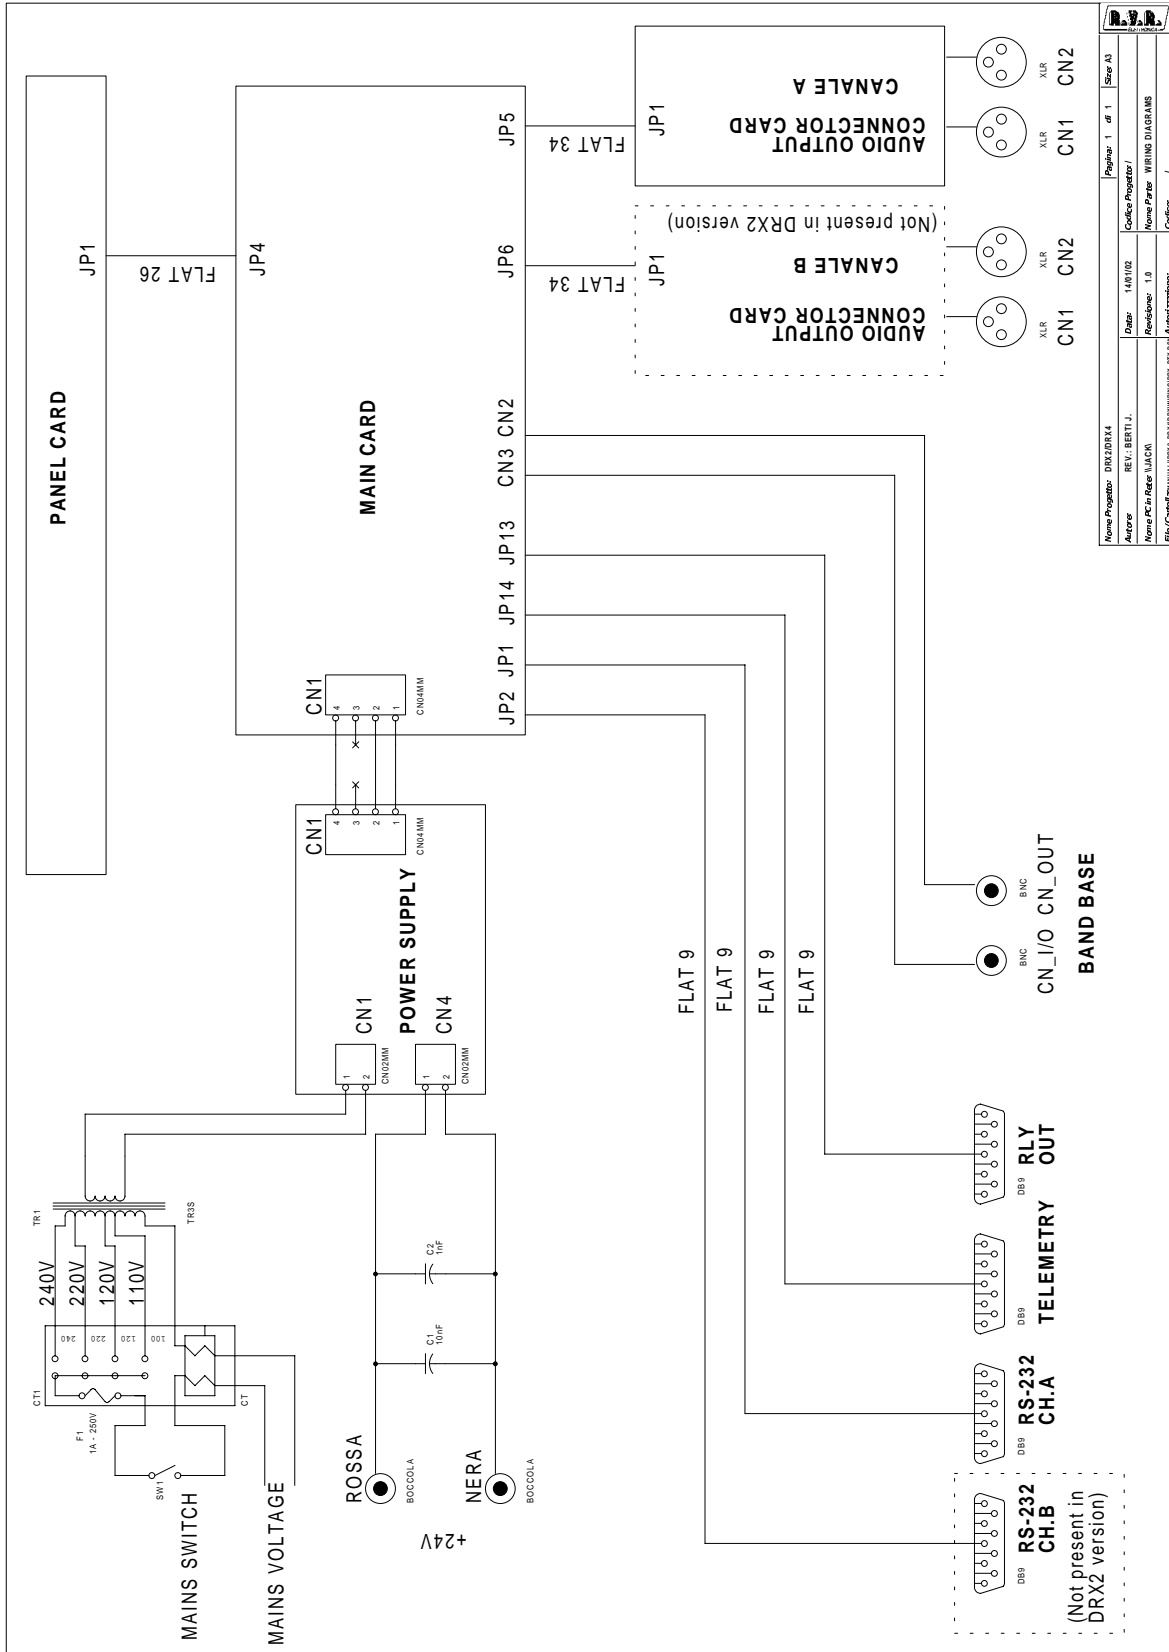 PANEL CARD
JP1
FLAT 26
JP4
MAIN CARD
CN1
4
3
2
1
CN04MM
JP2
JP1
JP14
JP13
CN3
CN2
JP6
JP5
FLAT 34
FLAT 34
CN1
4
3
2
1
CN04MM
POWER SUPPLY
CN1
1
2
CN02MM
CN4
1
2
CN02MM
TR1
TR3S
240V
220V
120V
110V
240
220
120
100
CT1
CT
F1
1A - 250V
SW1
MAINS SWITCH
MAINS VOLTAGE
ROSSA
BOCCOLA
NERA
BOCCOLA
+24V
C1
10nF
C2
1nF
JP1
AUDIO OUTPUT
CONNECTOR CARD
CANALE A
JP1
AUDIO OUTPUT
CONNECTOR CARD
CANALE B
(Not present in DRX2 version)
XLR
CN1
XLR
CN2
XLR
CN1
XLR
CN2
FLAT 9
FLAT 9
FLAT 9
FLAT 9
BNC
CN_I/O
BNC
CN_OUT
BAND BASE
DB9
RS-232
CH.B
(Not present in
DRX2 version)
DB9
RS-232
CH.A
DB9
TELEMETRY
DB9
RLY
OUT
R.V.R.
ELETTRONICA
Nome Progetto: DRX2/DRX4
Pagina: 1 di 1
Size: A3
Autore: REV.: BERTI J.
Data: 14/01/02
Codice Progetto: /
Nome PC in Rete: \\JACK\
Revisione: 1.0
Nome Parte: WIRING DIAGRAMS